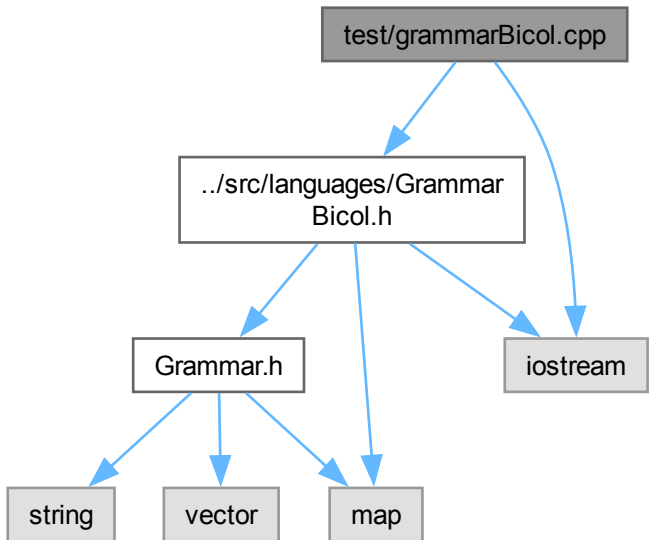 test/grammarBicol.cpp
../src/languages/Grammar
Bicol.h
Grammar.h
iostream
string
vector
map